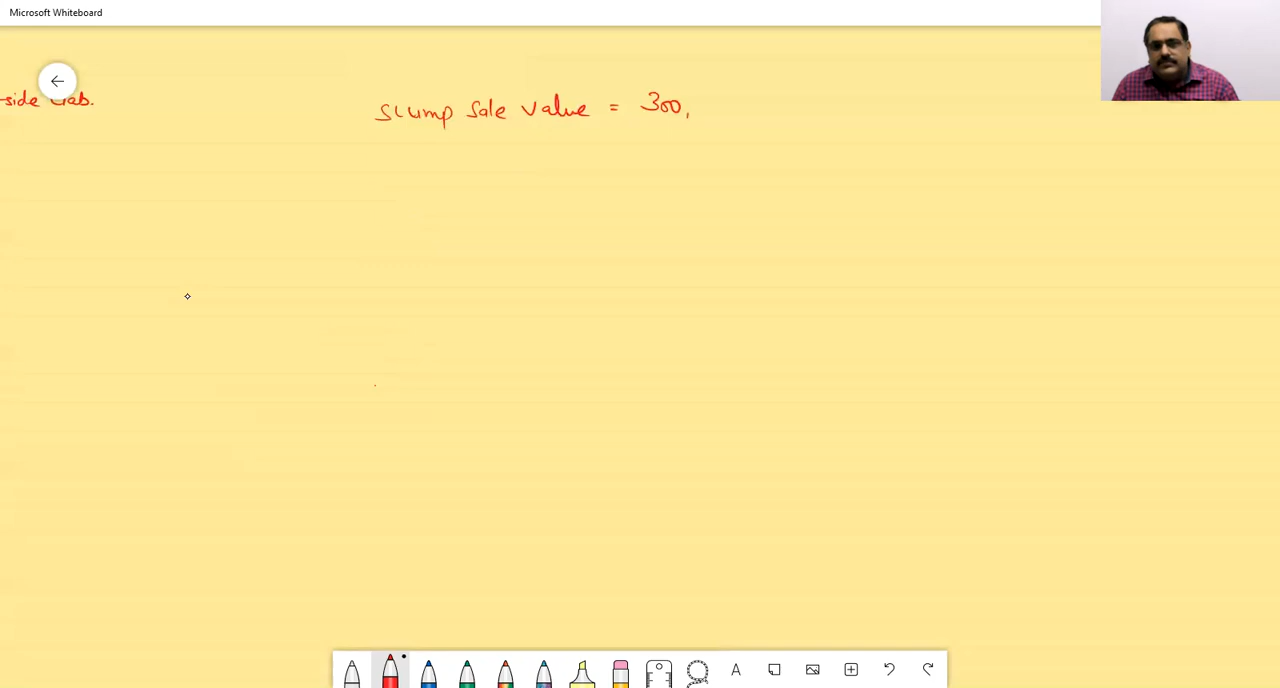 Microsoft Whiteboard
-side Liab.
Slump Sale value = 300,
A